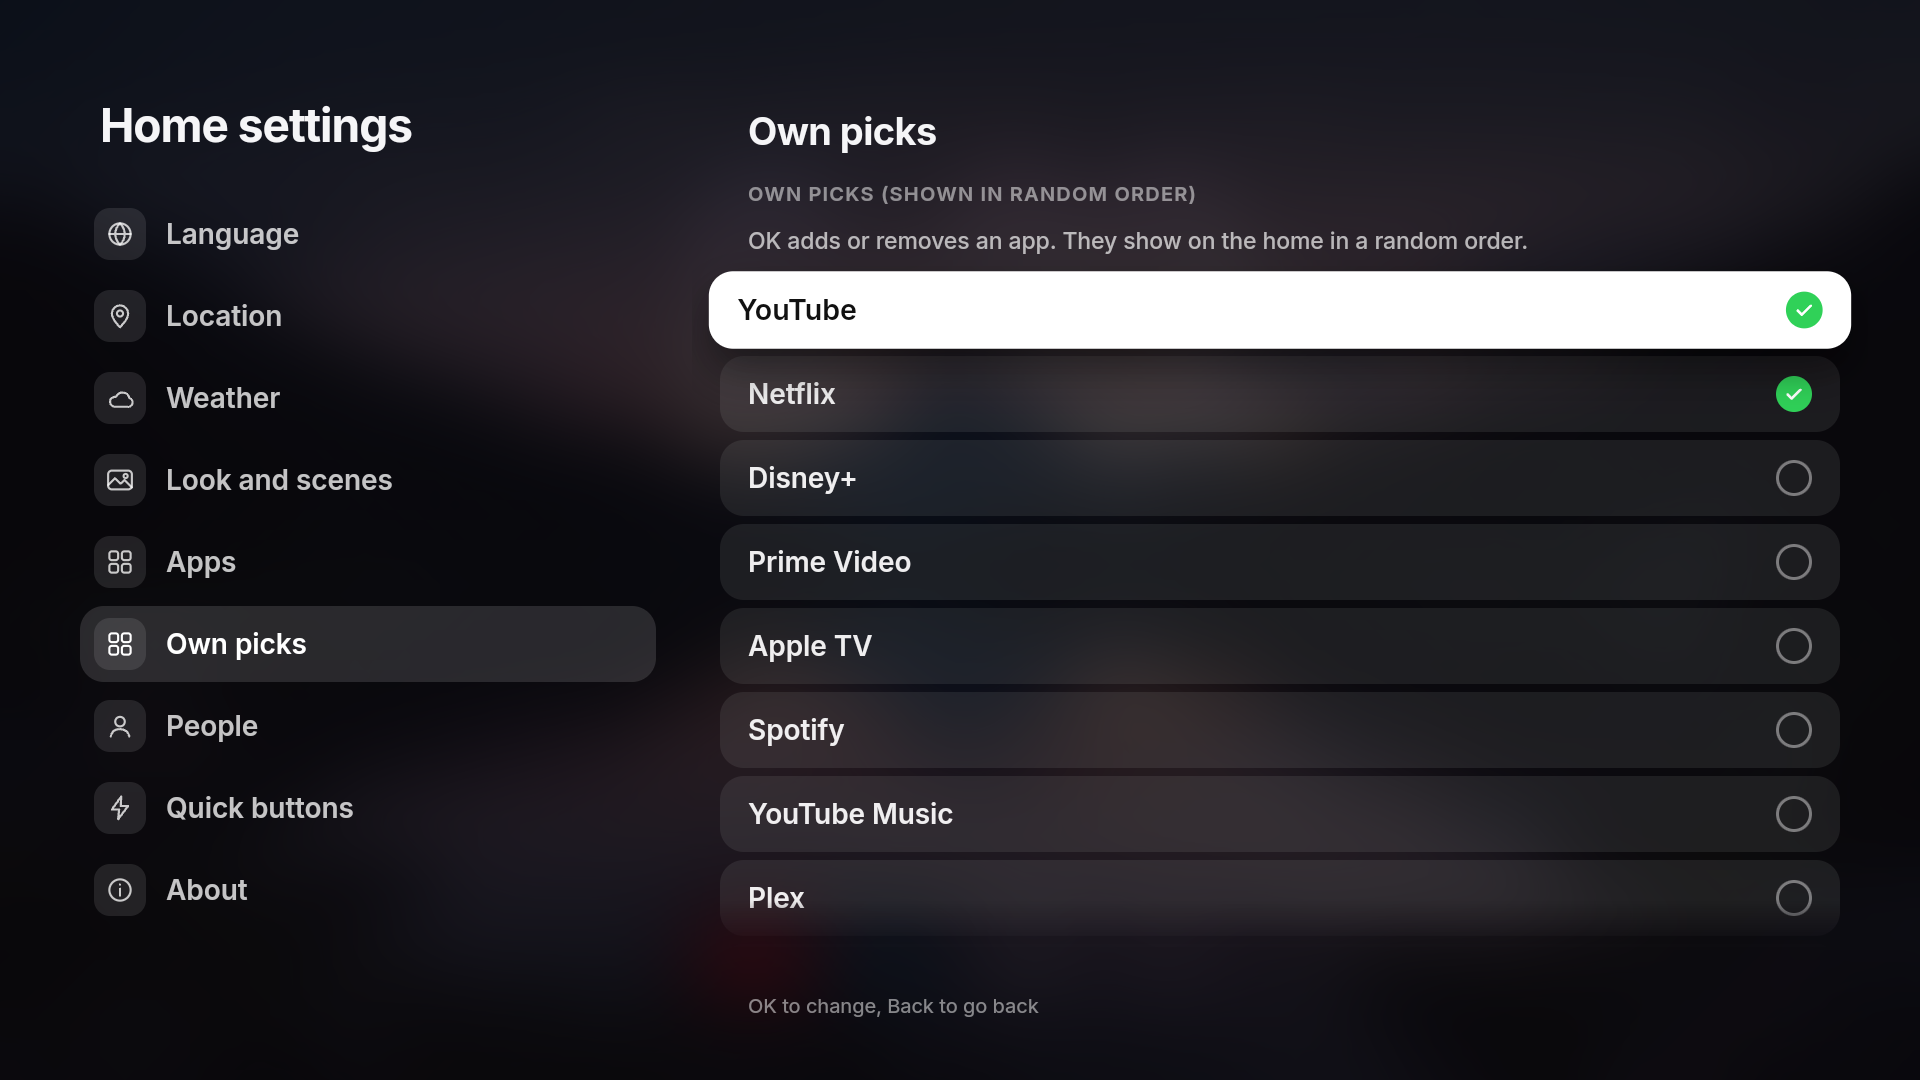 Home settings
Language
Location
Weather
Look and scenes
Apps
Own picks
People
Quick buttons
About
Own picks
OWN PICKS (SHOWN IN RANDOM ORDER)
OK adds or removes an app. They show on the home in a random order.
YouTube
Netflix
Disney+
Prime Video
Apple TV
Spotify
YouTube Music
Plex
OK to change, Back to go back